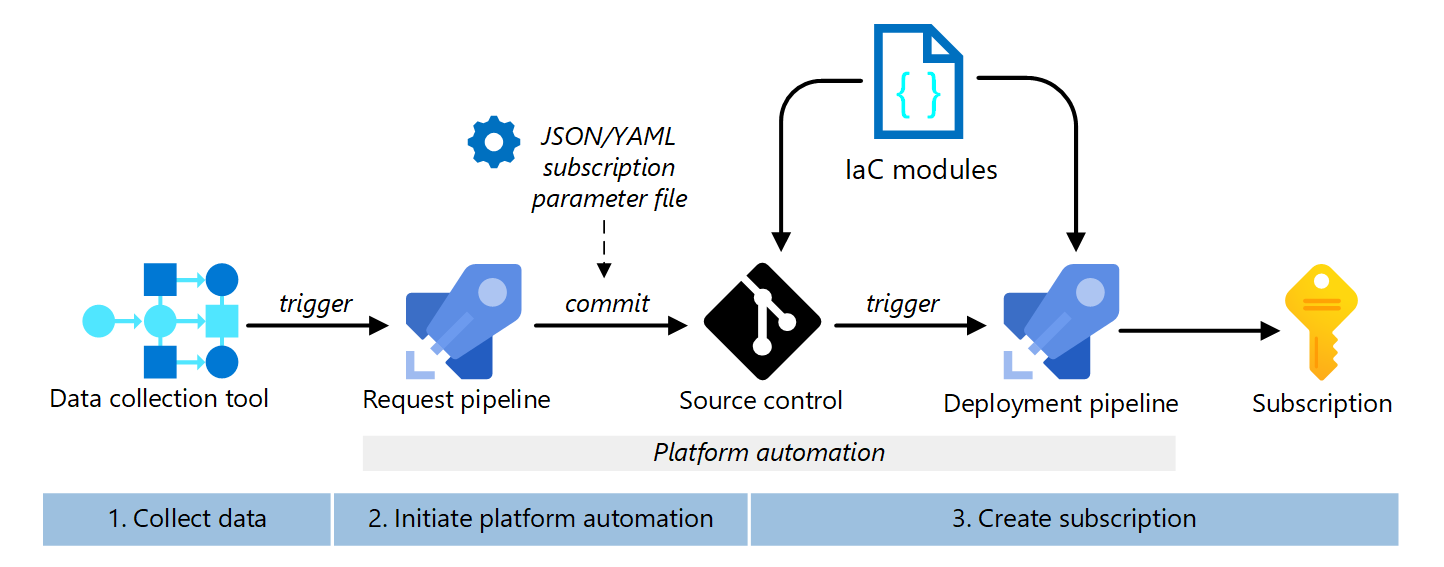 { }
IaC modules
JSON/YAML
subscription
parameter file
trigger
commit
trigger
Data collection tool
Request pipeline
Source control
Deployment pipeline
Subscription
Platform automation
1. Collect data
2. Initiate platform automation
3. Create subscription